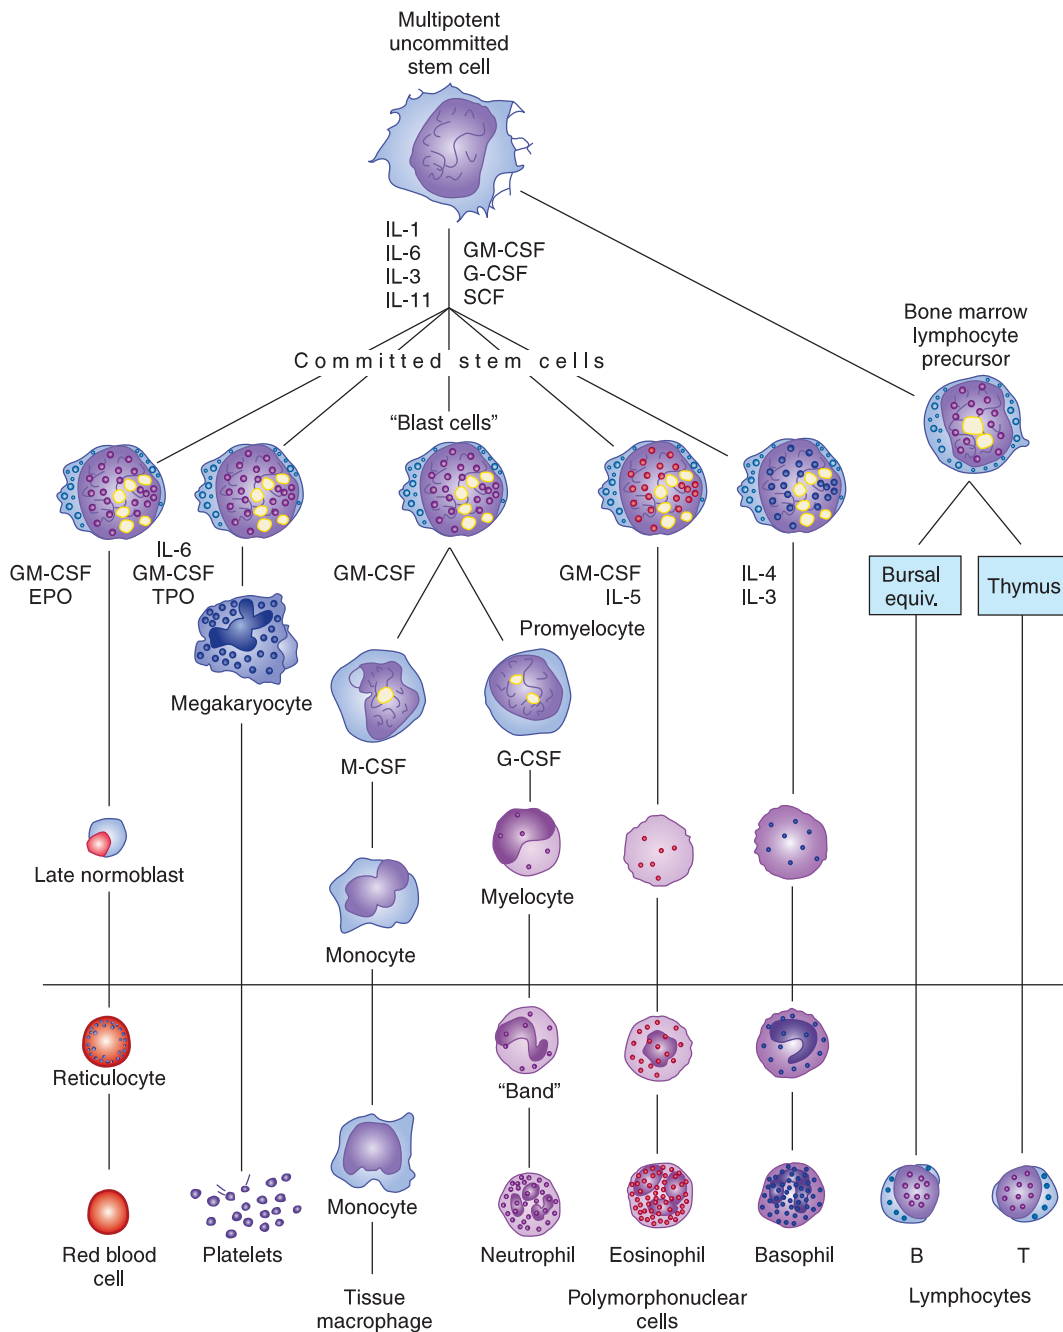 Multipotent
uncommitted
stem cell
IL-1
IL-6
IL-3
IL-11
GM-CSF
G-CSF
SCF
Bone marrow
lymphocyte
precursor
Committed stem cells
“Blast cells”
GM-CSF
EPO
IL-6
GM-CSF
TPO
GM-CSF
GM-CSF
IL-5
IL-4
IL-3
Bursal
equiv.
Thymus
Promyelocyte
Megakaryocyte
M-CSF
G-CSF
Late normoblast
Myelocyte
Monocyte
Reticulocyte
“Band”
Monocyte
Red blood
cell
Platelets
Neutrophil
Eosinophil
Basophil
B
T
Tissue
macrophage
Polymorphonuclear
cells
Lymphocytes